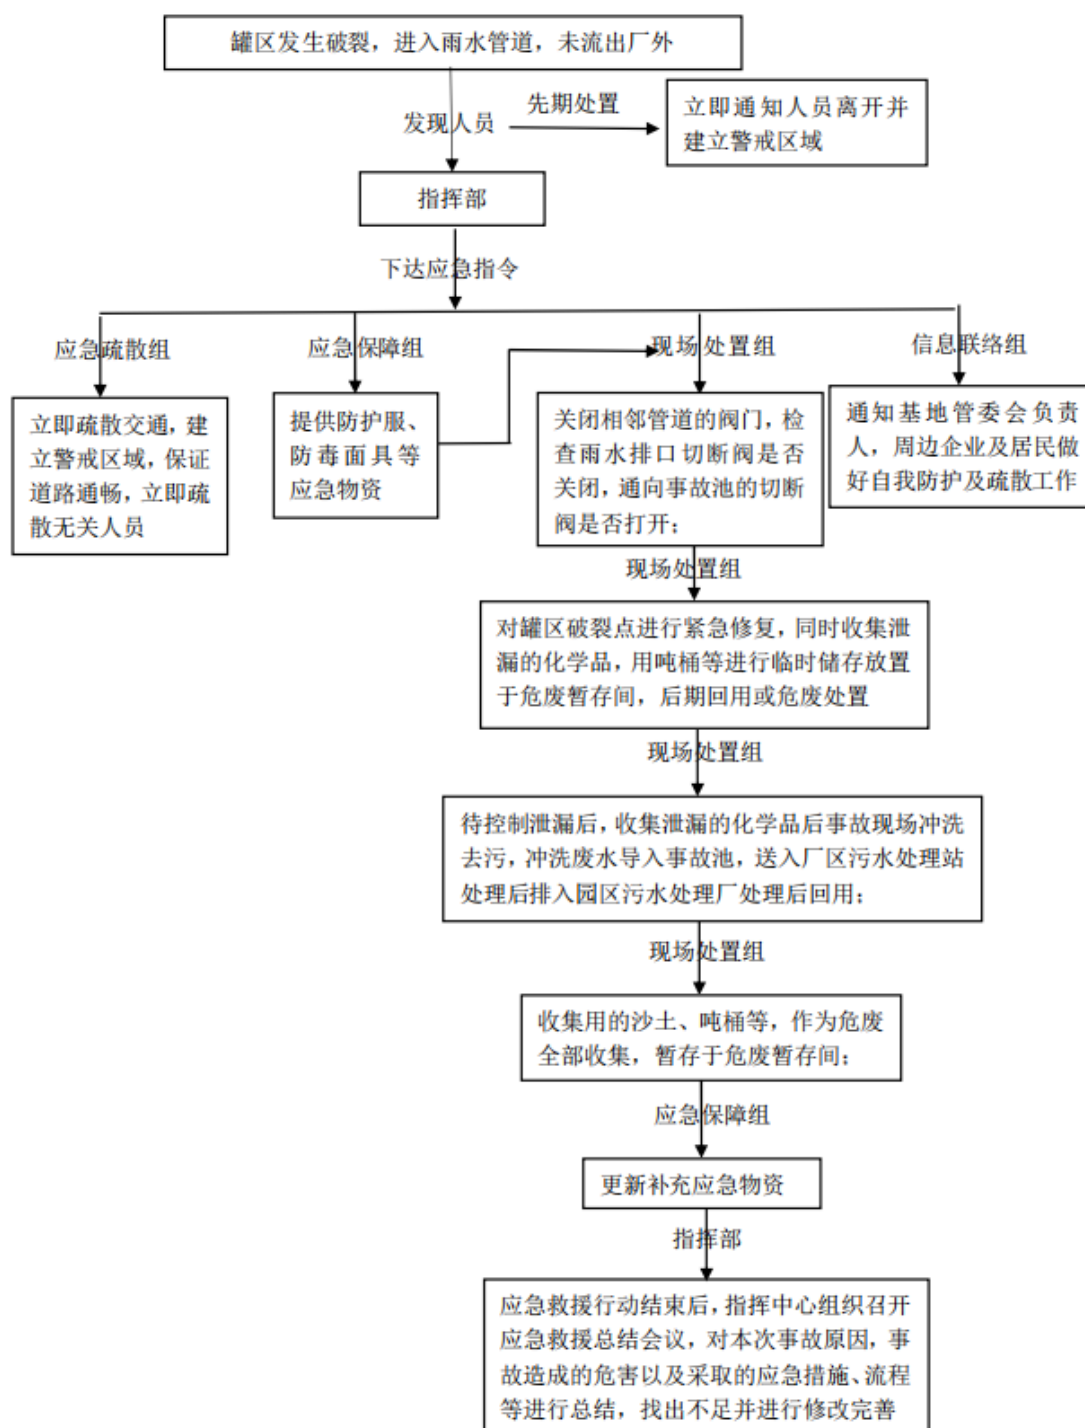 罐区发生破裂，进入雨水管道，未流出厂外
先期处置
发现人员
立即通知人员离开并
建立警戒区域
指挥部
下达应急指令
应急疏散组
应急保障组
现场处置组
信息联络组
立即疏散交通，建
立警戒区域，保证
道路通畅，立即疏
散无关人员
提供防护服、
防毒面具等
应急物资
关闭相邻管道的阀门，检
查雨水排口切断阀是否
关闭，通向事故池的切断
阀是否打开；
通知基地管委会负责
人，周边企业及居民做
好自我防护及疏散工作
现场处置组
对罐区破裂点进行紧急修复，同时收集泄
漏的化学品，用吨桶等进行临时储存放置
于危废暂存间，后期回用或危废处置
现场处置组
待控制泄漏后，收集泄漏的化学品后事故现场冲洗
去污，冲洗废水导入事故池，送入厂区污水处理站
处理后排入园区污水处理厂处理后回用；
现场处置组
收集用的沙土、吨桶等，作为危废
全部收集，暂存于危废暂存间；
应急保障组
更新补充应急物资
指挥部
应急救援行动结束后，指挥中心组织召开
应急救援总结会议，对本次事故原因，事
故造成的危害以及采取的应急措施、流程
等进行总结，找出不足并进行修改完善